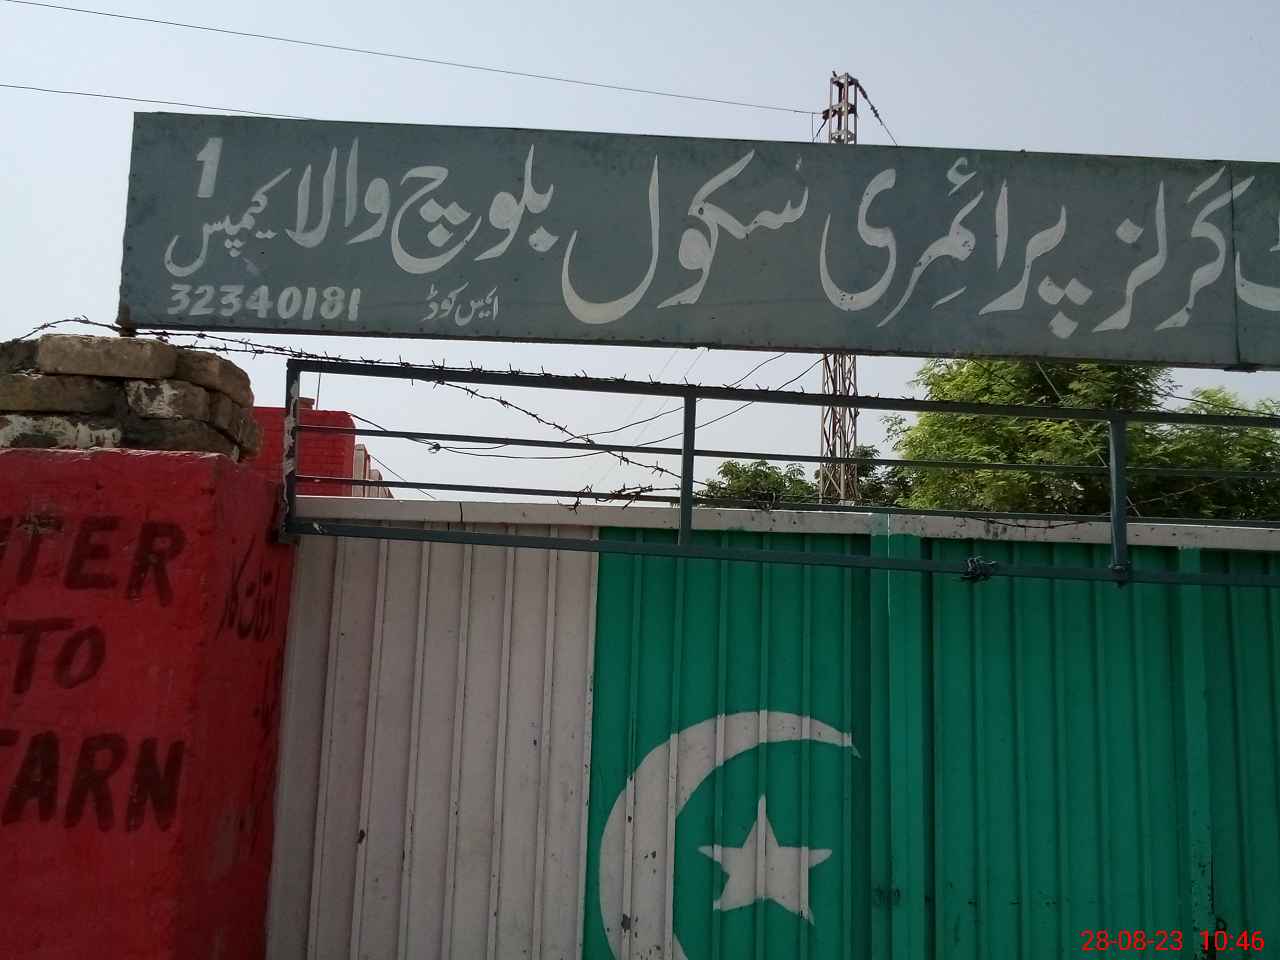 گرلز پرائمری سکول بلوچ والا کیمپس 1
ایمس کوڈ 32340181
TO
28-08-23 10:46